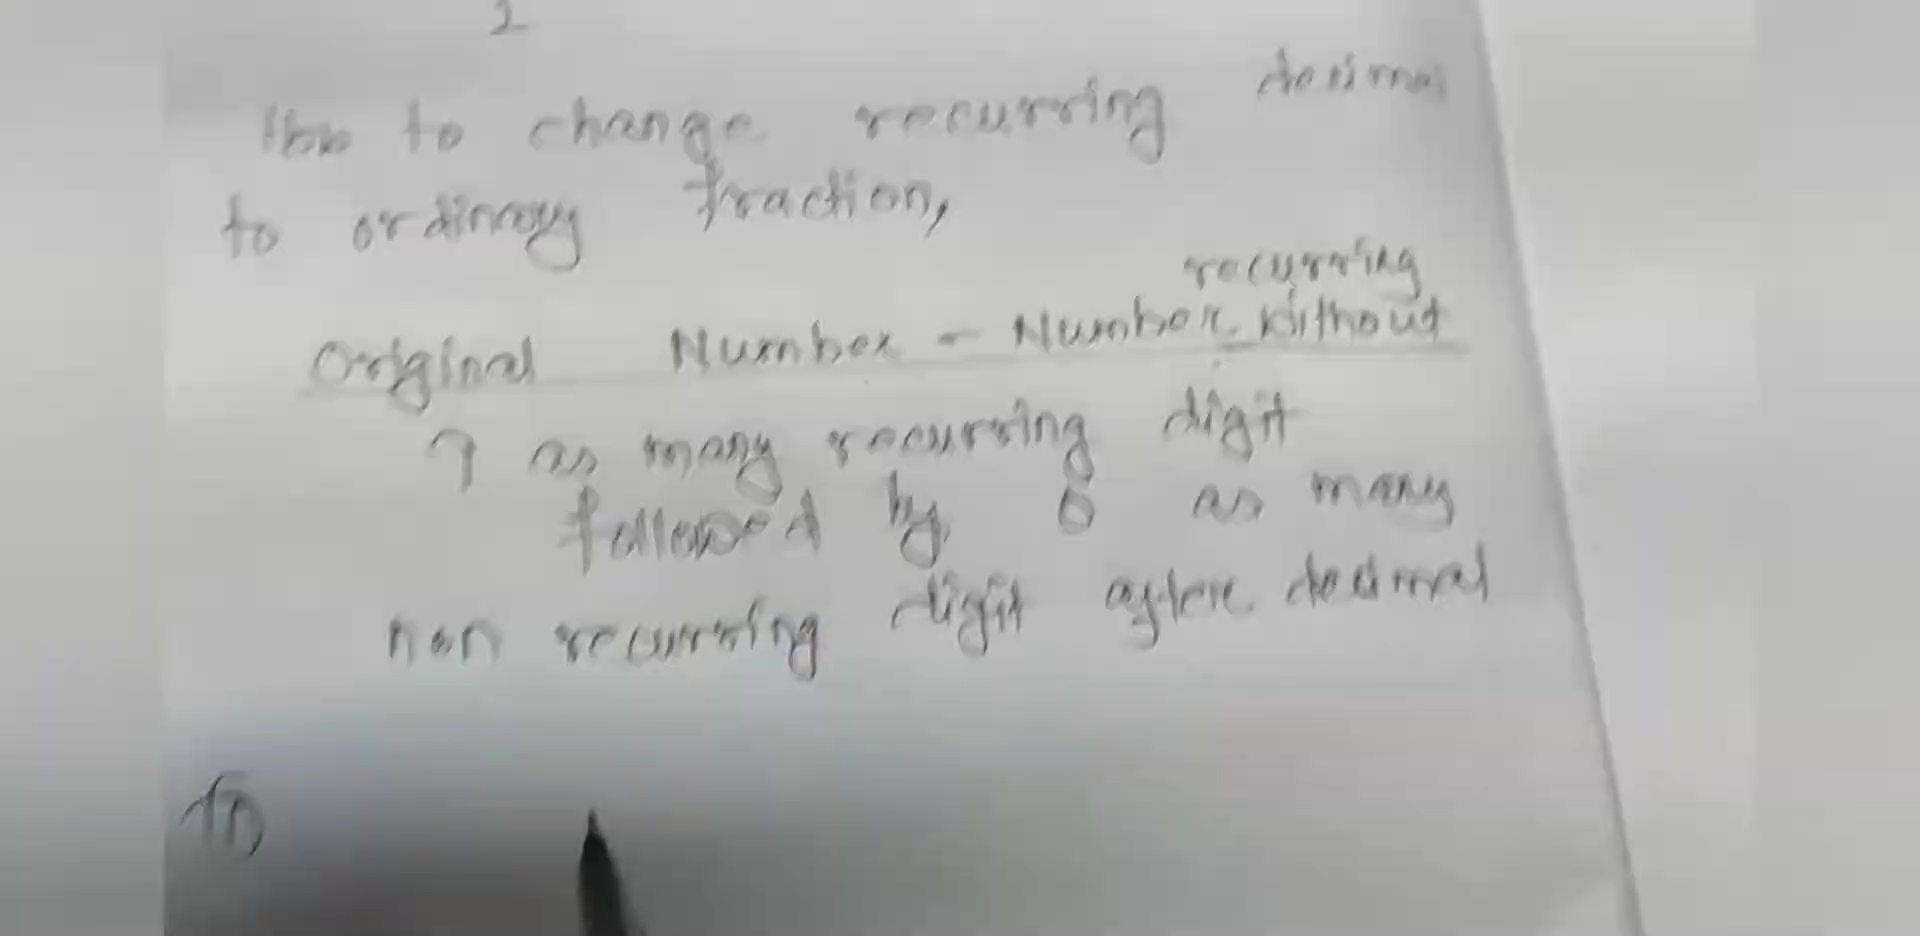 2
How to change recurring decimal
to ordinary fraction,
recurring
Original Number - Number without
9 as many recurring digit
followed by 0 as many
non recurring digit after decimal